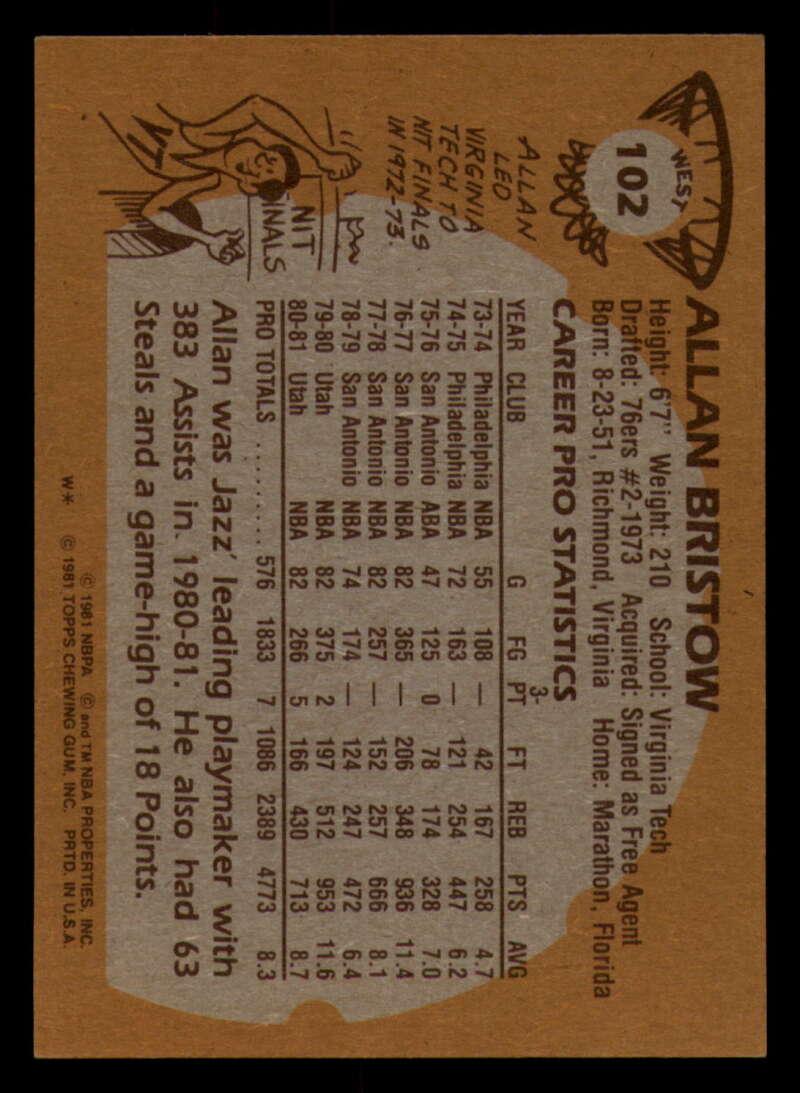 WEST
102
ALLAN BRISTOW
Height: 6'7" Weight: 210 School: Virginia Tech
Drafted: 76ers #2-1973 Acquired: Signed as Free Agent
Born: 8-23-51, Richmond, Virginia Home: Marathon, Florida
ALLAN
LED
VIRGINIA
TECH TO
NIT FINALS
IN 1972-73.
NIT
FINALS
VT
CAREER PRO STATISTICS
YEAR CLUB G FG 3-PT FT REB PTS AVG
73-74 Philadelphia NBA 55 108 — 42 167 258 4.7
74-75 Philadelphia NBA 72 163 — 121 254 447 6.2
75-76 San Antonio ABA 47 125 0 78 174 328 7.0
76-77 San Antonio NBA 82 365 — 206 348 936 11.4
77-78 San Antonio NBA 82 257 — 152 257 666 8.1
78-79 San Antonio NBA 74 174 — 124 247 472 6.4
79-80 Utah NBA 82 375 2 197 512 953 11.6
80-81 Utah NBA 82 266 5 166 430 713 8.7
PRO TOTALS ......... 576 1833 7 1086 2389 4773 8.3
Allan was Jazz' leading playmaker with
383 Assists in 1980-81. He also had 63
Steals and a game-high of 18 Points.
© 1981 NBPA © and TM NBA PROPERTIES, INC.
W* © 1981 TOPPS CHEWING GUM, INC. PRTD. IN U.S.A.